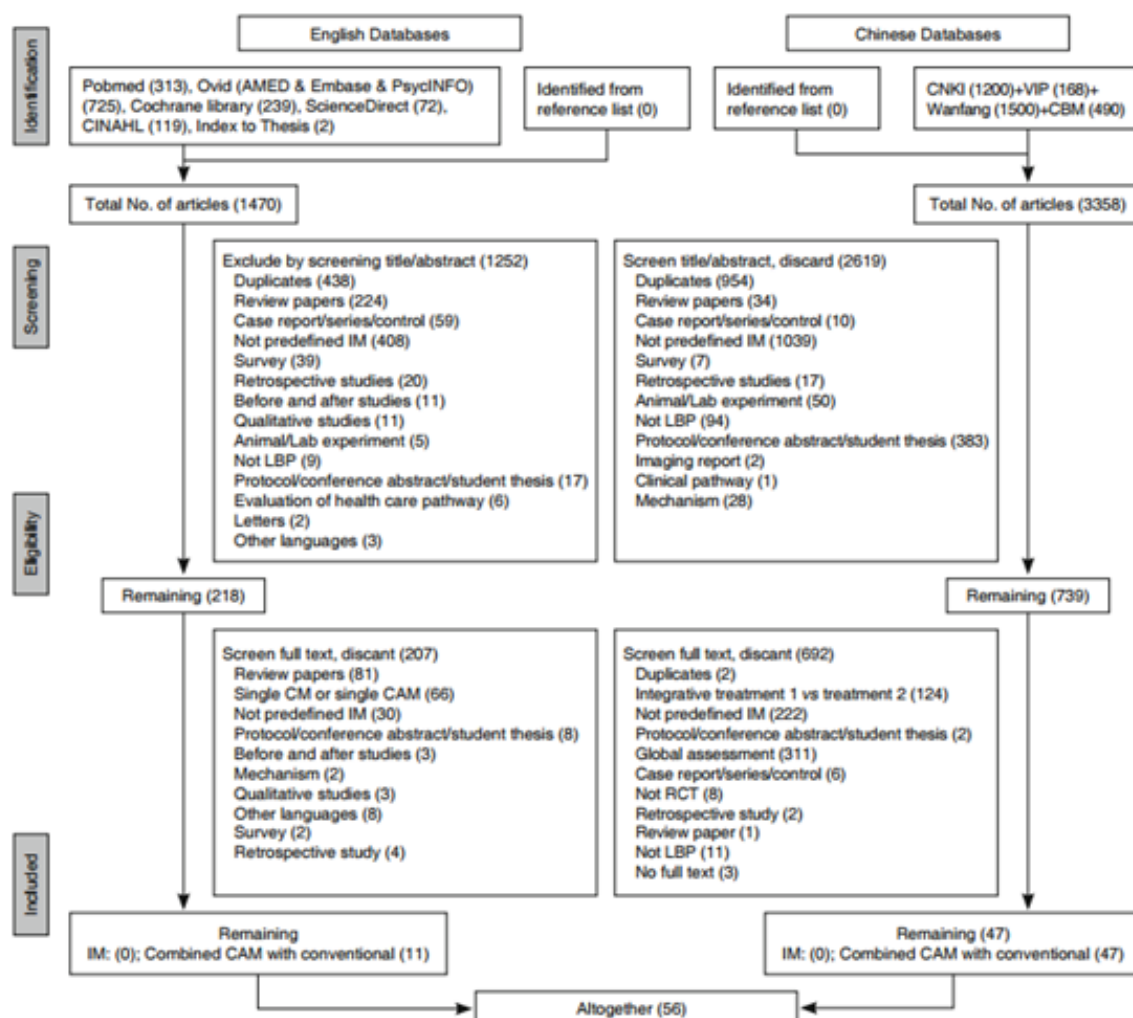 Identification
English Databases
Chinese Databases
Pobmed (313), Ovid (AMED & Embase & PsycINFO)
(725), Cochrane library (239), ScienceDirect (72),
CINAHL (119), Index to Thesis (2)
Identified from
reference list (0)
Identified from
reference list (0)
CNKI (1200)+VIP (168)+
Wanfang (1500)+CBM (490)
Total No. of articles (1470)
Total No. of articles (3358)
Screening
Exclude by screening title/abstract (1252)
Duplicates (438)
Review papers (224)
Case report/series/control (59)
Not predefined IM (408)
Survey (39)
Retrospective studies (20)
Before and after studies (11)
Qualitative studies (11)
Animal/Lab experiment (5)
Not LBP (9)
Protocol/conference abstract/student thesis (17)
Evaluation of health care pathway (6)
Letters (2)
Other languages (3)
Screen title/abstract, discard (2619)
Duplicates (954)
Review papers (34)
Case report/series/control (10)
Not predefined IM (1039)
Survey (7)
Retrospective studies (17)
Animal/Lab experiment (50)
Not LBP (94)
Protocol/conference abstract/student thesis (383)
Imaging report (2)
Clinical pathway (1)
Mechanism (28)
Eligibility
Remaining (218)
Remaining (739)
Screen full text, discant (207)
Review papers (81)
Single CM or single CAM (66)
Not predefined IM (30)
Protocol/conference abstract/student thesis (8)
Before and after studies (3)
Mechanism (2)
Qualitative studies (3)
Other languages (8)
Survey (2)
Retrospective study (4)
Screen full text, discant (692)
Duplicates (2)
Integrative treatment 1 vs treatment 2 (124)
Not predefined IM (222)
Protocol/conference abstract/student thesis (2)
Global assessment (311)
Case report/series/control (6)
Not RCT (8)
Retrospective study (2)
Review paper (1)
Not LBP (11)
No full text (3)
Included
Remaining
IM: (0); Combined CAM with conventional (11)
Remaining (47)
IM: (0); Combined CAM with conventional (47)
Altogether (56)